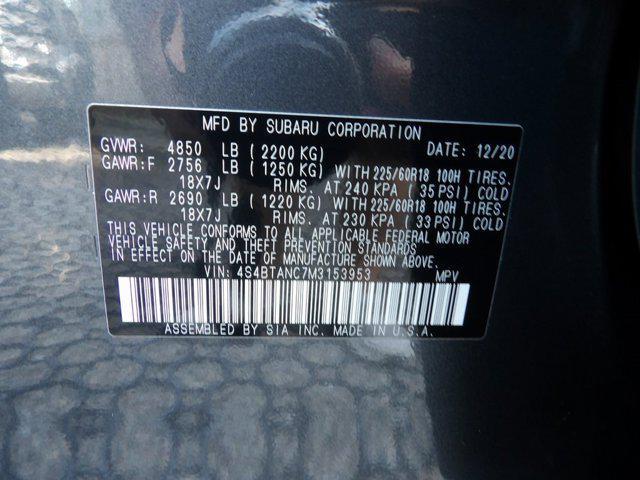 MFD BY SUBARU CORPORATION
GVWR: 4850 LB (2200 KG) DATE: 12/20
GAWR:F 2756 LB (1250 KG) WITH 225/60R18 100H TIRES.
18X7J RIMS. AT 240 KPA (35 PSI) COLD
GAWR:R 2690 LB (1220 KG) WITH 225/60R18 100H TIRES.
18X7J RIMS. AT 230 KPA (33 PSI) COLD
THIS VEHICLE CONFORMS TO ALL APPLICABLE FEDERAL MOTOR
VEHICLE SAFETY AND THEFT PREVENTION STANDARDS
IN EFFECT ON THE DATE OF MANUFACTURE SHOWN ABOVE.
VIN: 4S4BTANC7M3153953 MPV
ASSEMBLED BY SIA INC. MADE IN U.S.A.